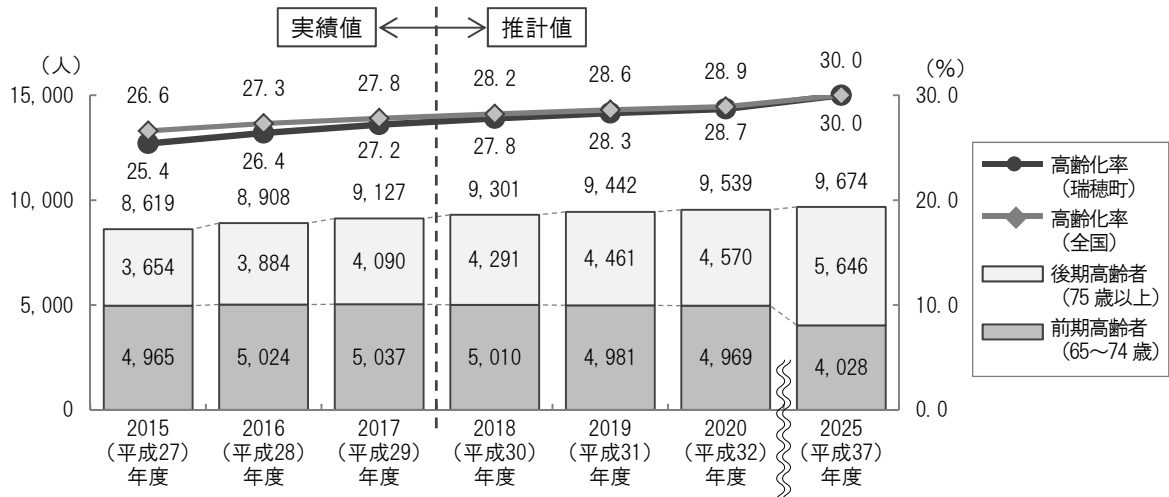 実績値 推計値
（人） （%）
26.6 27.3 27.8 28.2 28.6 28.9 30.0
15,000 30.0
25.4 26.4 27.2 27.8 28.3 28.7 30.0
8,619 8,908 9,127 9,301 9,442 9,539 9,674
10,000 20.0
3,654 3,884 4,090 4,291 4,461 4,570 5,646
5,000 10.0
4,965 5,024 5,037 5,010 4,981 4,969 4,028
0 0.0
2015 2016 2017 2018 2019 2020 2025
（平成27） （平成28） （平成29） （平成30） （平成31） （平成32） （平成37）
年度 年度 年度 年度 年度 年度 年度
高齢化率
（瑞穂町）
高齢化率
（全国）
後期高齢者
（75歳以上）
前期高齢者
（65～74歳）